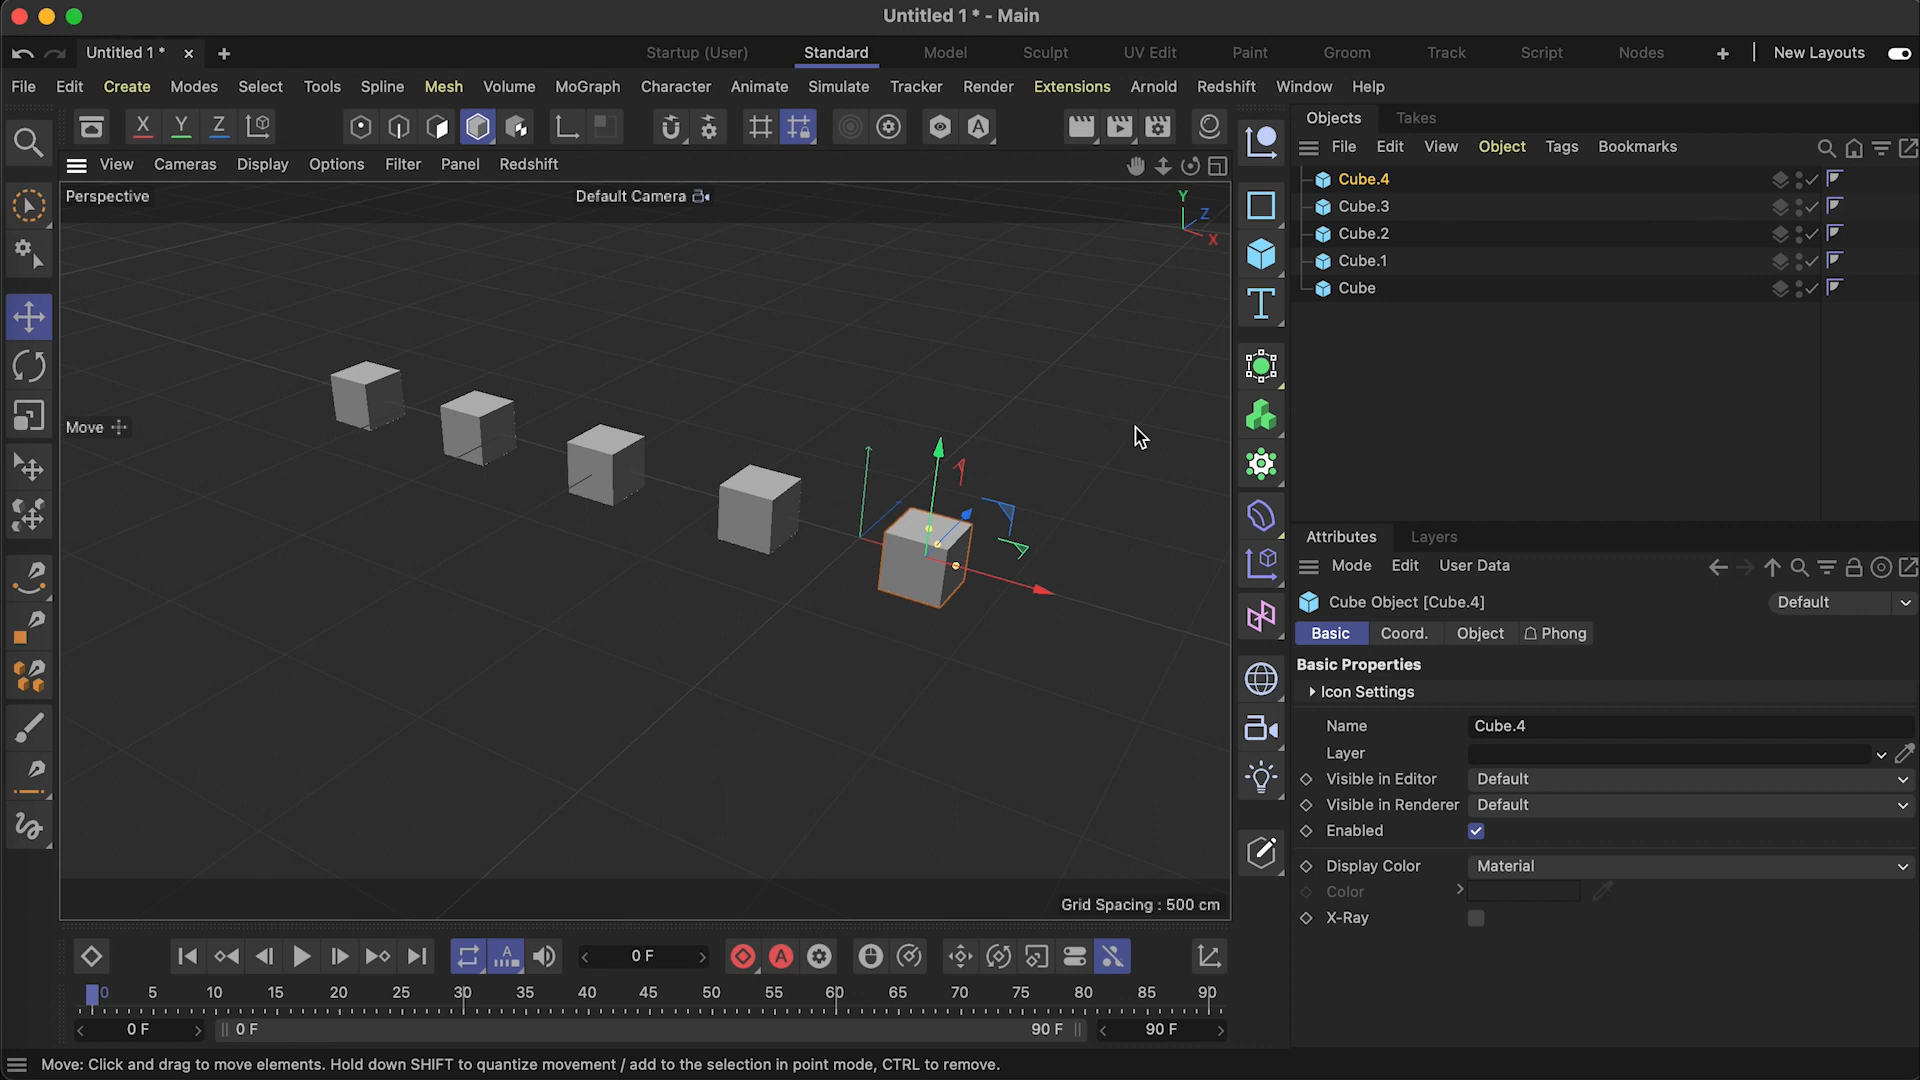 Untitled 1 * - Main
Untitled 1 *
Startup (User)
Standard
Model
Sculpt
UV Edit
Paint
Groom
Track
Script
Nodes
New Layouts
File Edit Create Modes Select Tools Spline Mesh Volume MoGraph Character Animate Simulate Tracker Render Extensions Arnold Redshift Window Help
X Y Z
A
Objects Takes
View Cameras Display Options Filter Panel Redshift
File Edit View Object Tags Bookmarks
Perspective
Default Camera
Y
Z
X
Cube.4
Cube.3
Cube.2
Cube.1
Cube
T
Move
Attributes Layers
Mode Edit User Data
Cube Object [Cube.4]
Default
Basic Coord. Object Phong
Basic Properties
Icon Settings
Name Cube.4
Layer
Visible in Editor Default
Visible in Renderer Default
Enabled
Display Color Material
Color
X-Ray
Grid Spacing : 500 cm
A
0 F
A
0 5 10 15 20 25 30 35 40 45 50 55 60 65 70 75 80 85 90
0 F
0 F
90 F
90 F
Move: Click and drag to move elements. Hold down SHIFT to quantize movement / add to the selection in point mode, CTRL to remove.